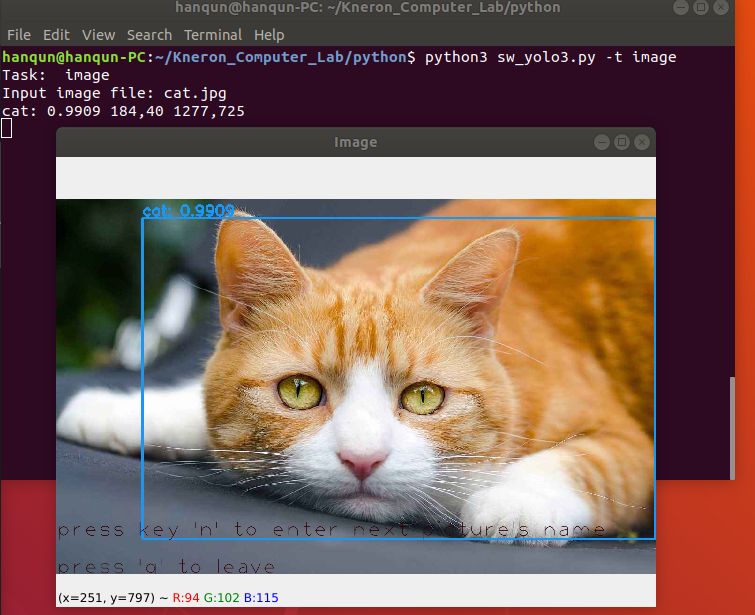 hanqun@hanqun-PC: ~/Kneron_Computer_Lab/python
File Edit View Search Terminal Help
hanqun@hanqun-PC:~/Kneron_Computer_Lab/python$ python3 sw_yolo3.py -t image
Task:  image
Input image file: cat.jpg
cat: 0.9909 184,40 1277,725
Image
cat: 0.9909
press key 'n' to enter next picture's name
press 'q' to leave
(x=251, y=797) ~ R:94 G:102 B:115